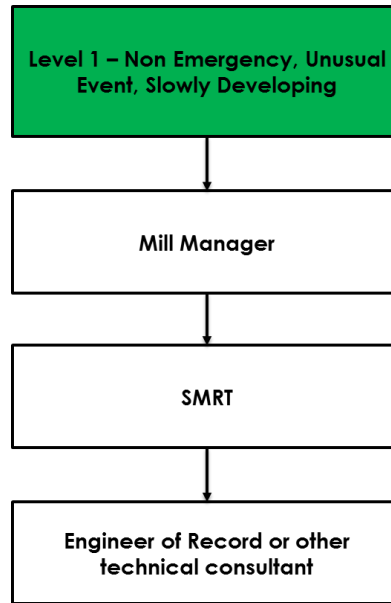 Level 1 – Non Emergency, Unusual
Event, Slowly Developing
Mill Manager
SMRT
Engineer of Record or other
technical consultant